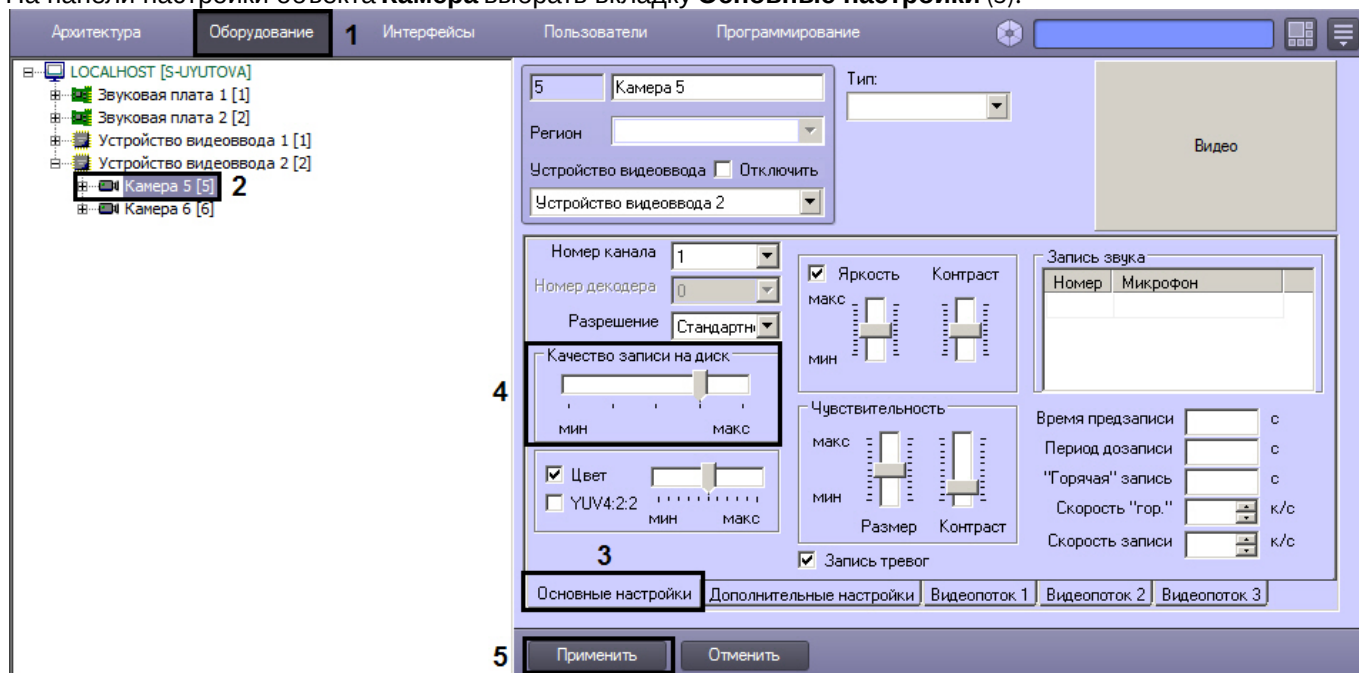 На панели настройки объекта Камера выбрать вкладку Основные настройки (3).
Архитектура Оборудование 1 Интерфейсы Пользователи Программирование
LOCALHOST [S-UYUTOVA]
Звуковая плата 1 [1]
Звуковая плата 2 [2]
Устройство видеоввода 1 [1]
Устройство видеоввода 2 [2]
Камера 5 [5] 2
Камера 6 [6]
5 Камера 5
Тип:
Регион
Устройство видеоввода Отключить
Устройство видеоввода 2
Видео
Номер канала 1
Номер декодера 0
Разрешение Стандартн
4
Качество записи на диск
мин макс
Цвет
YUV4:2:2
мин макс
Яркость Контраст
макс
мин
Чувствительность
макс
мин
Размер Контраст
Запись тревог
Запись звука
Номер Микрофон
Время предзаписи с
Период дозаписи с
"Горячая" запись с
Скорость "гор." к/с
Скорость записи к/с
3
Основные настройки Дополнительные настройки Видеопоток 1 Видеопоток 2 Видеопоток 3
5 Применить Отменить